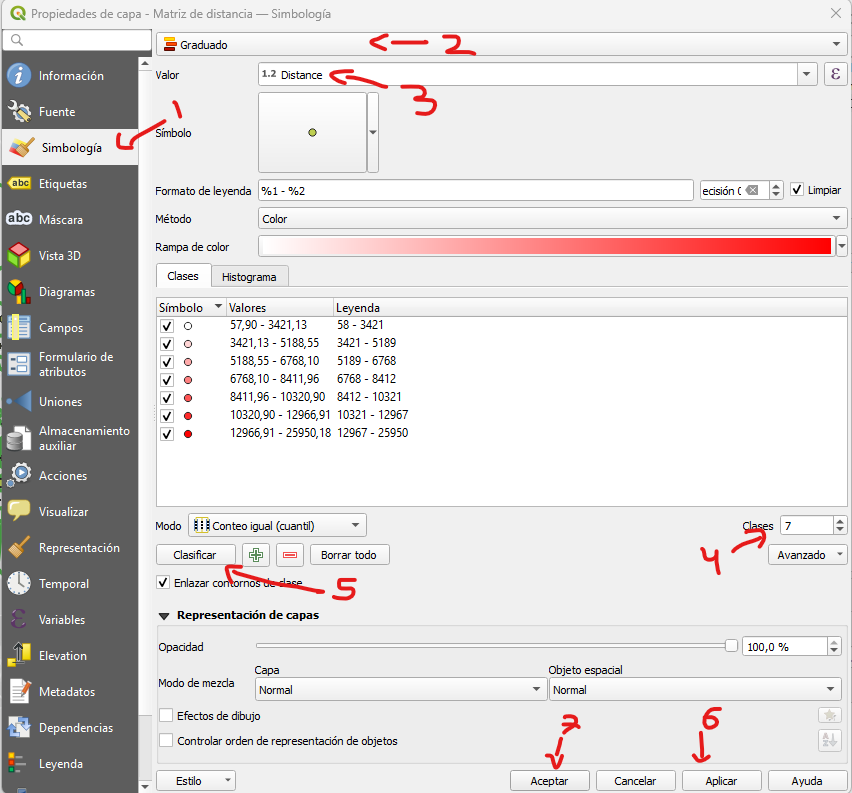 Propiedades de capa - Matriz de distancia — Simbología
Información
Fuente
Simbología
Etiquetas
Máscara
Vista 3D
Diagramas
Campos
Formulario de
atributos
Uniones
Almacenamiento
auxiliar
Acciones
Visualizar
Representación
Temporal
Variables
Elevation
Metadatos
Dependencias
Leyenda
1
Graduado
2
Valor 1.2 Distance ε
3
Símbolo
Formato de leyenda %1 - %2 ecisión 0 Limpiar
Método Color
Rampa de color
Clases Histograma
Símbolo Valores Leyenda
57,90 - 3421,13 58 - 3421
3421,13 - 5188,55 3421 - 5189
5188,55 - 6768,10 5189 - 6768
6768,10 - 8411,96 6768 - 8412
8411,96 - 10320,90 8412 - 10321
10320,90 - 12966,91 10321 - 12967
12966,91 - 25950,18 12967 - 25950
Modo Conteo igual (cuantil) Clases 7
4
Clasificar Borrar todo Avanzado
5
Enlazar contornos de clase
Representación de capas
Opacidad 100,0 %
Capa Objeto espacial
Modo de mezcla Normal Normal
Efectos de dibujo
Controlar orden de representación de objetos
7 6
Estilo Aceptar Cancelar Aplicar Ayuda